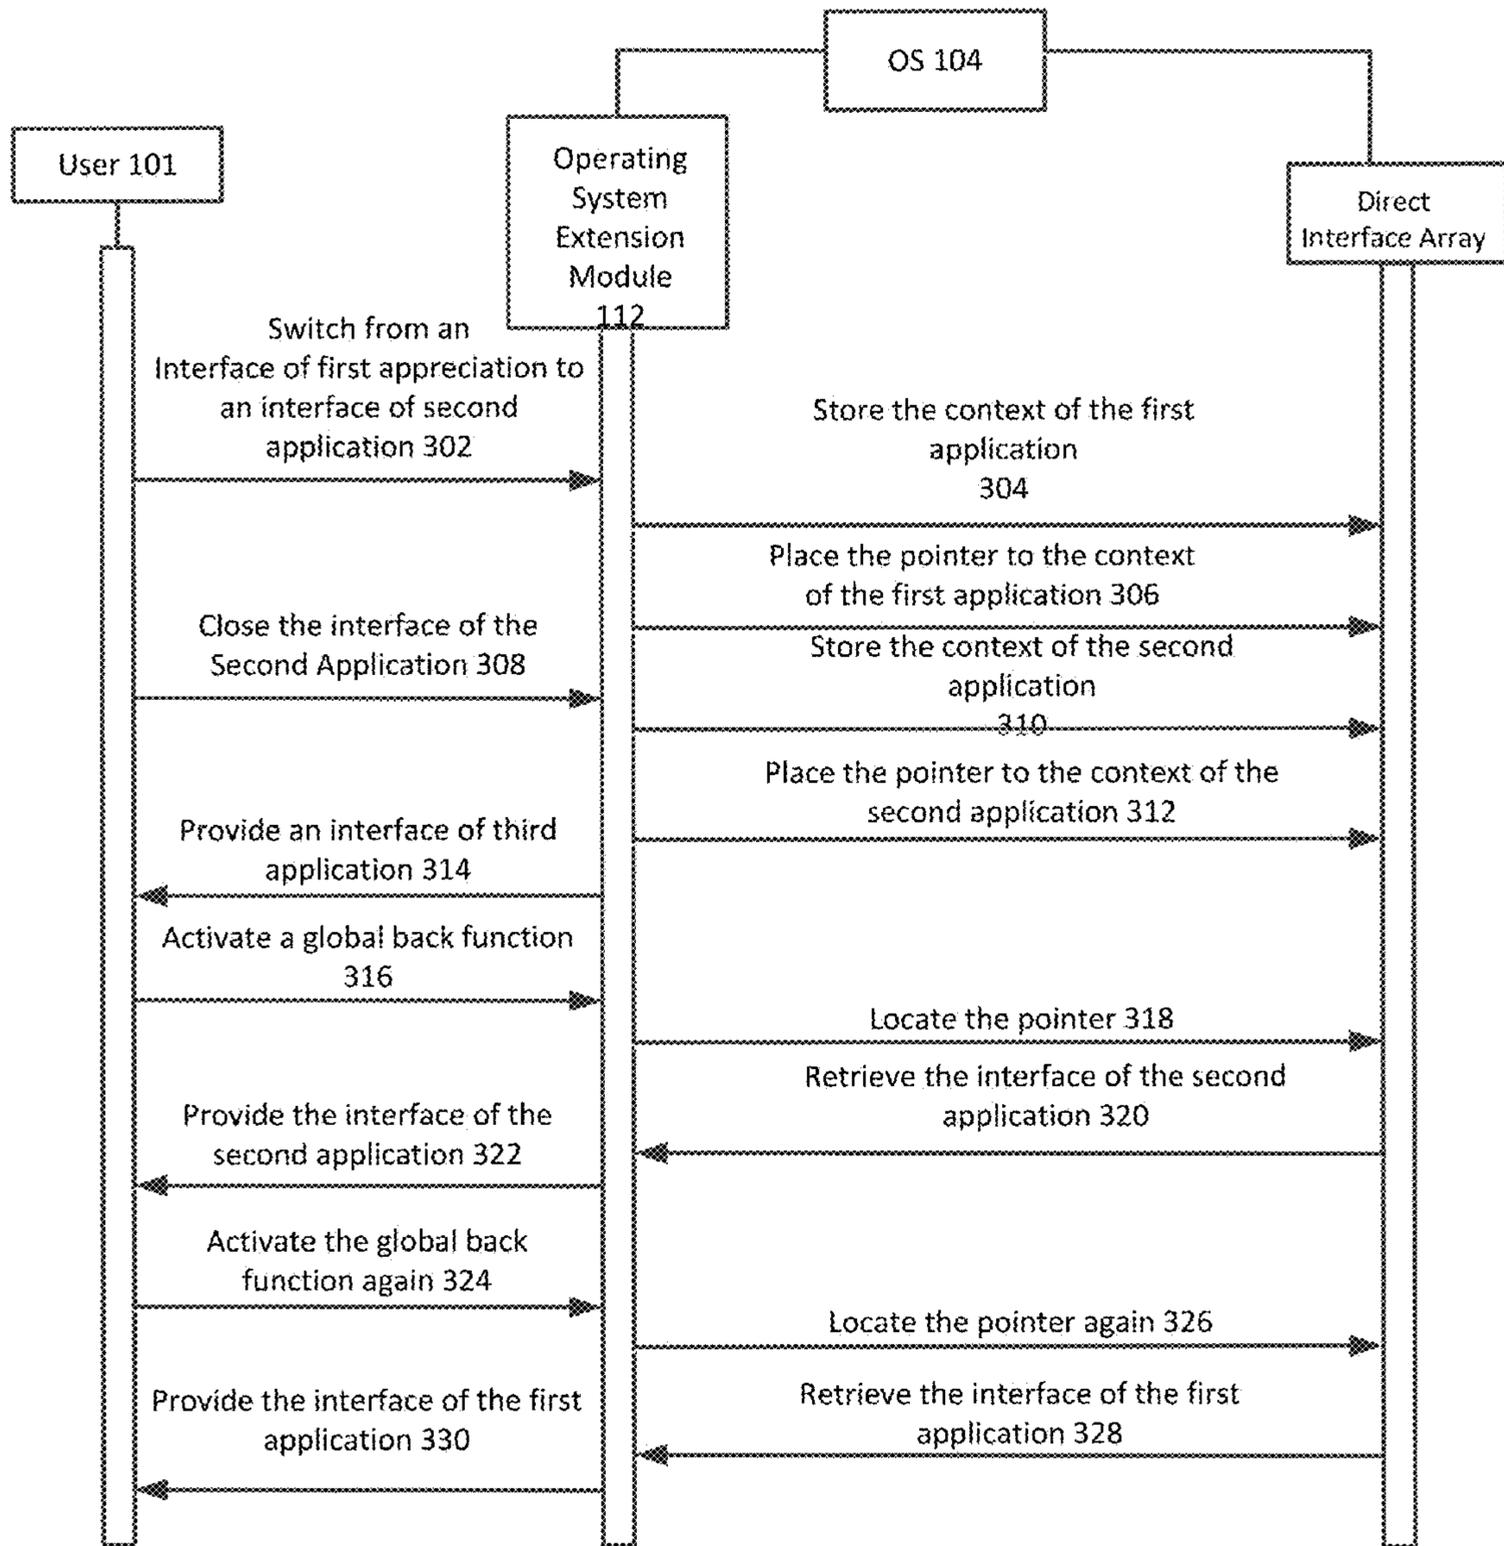 OS 104
User 101
Operating
System
Extension
Module
112
Direct
Interface Array
Switch from an
Interface of first appreciation to
an interface of second
application 302
Store the context of the first
application
304
Place the pointer to the context
of the first application 306
Close the interface of the
Second Application 308
Store the context of the second
application
310
Place the pointer to the context of the
second application 312
Provide an interface of third
application 314
Activate a global back function
316
Locate the pointer 318
Retrieve the interface of the second
application 320
Provide the interface of the
second application 322
Activate the global back
function again 324
Locate the pointer again 326
Retrieve the interface of the first
application 328
Provide the interface of the first
application 330